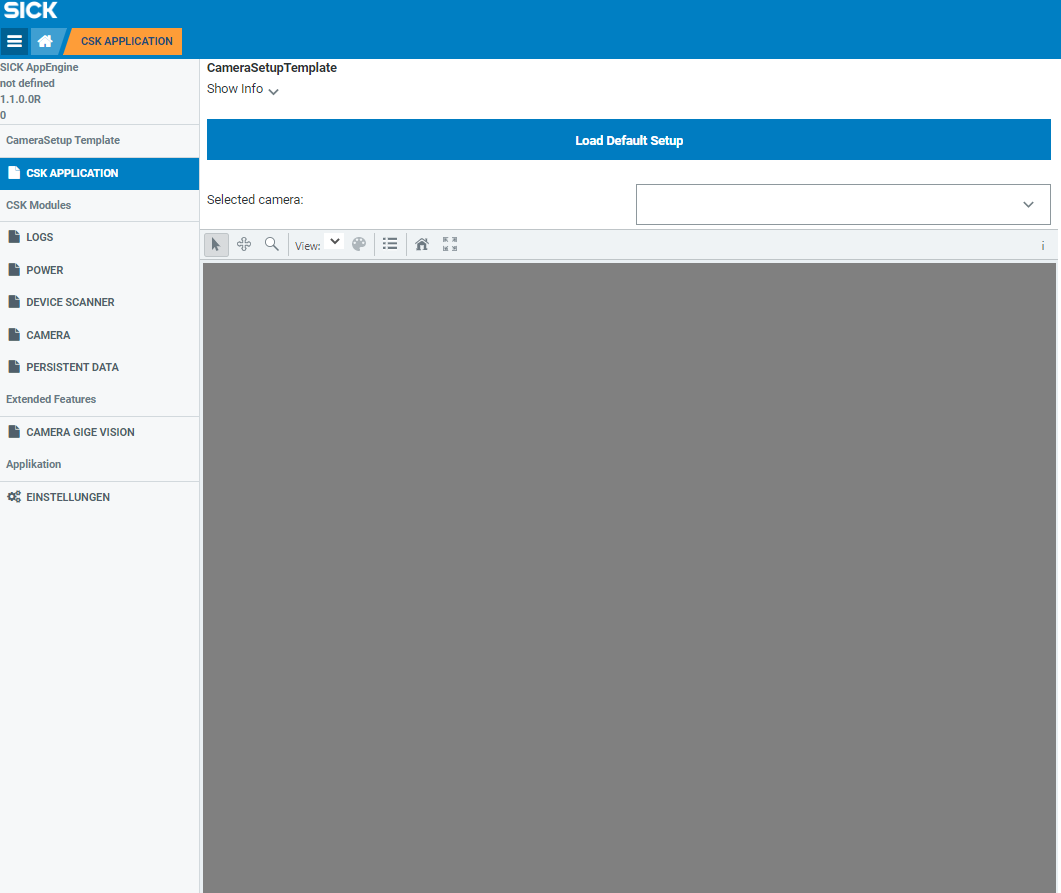 SICK
CSK APPLICATION
SICK AppEngine
not defined
1.1.0.0R
0
CameraSetup Template
CSK APPLICATION
CSK Modules
LOGS
POWER
DEVICE SCANNER
CAMERA
PERSISTENT DATA
Extended Features
CAMERA GIGE VISION
Applikation
EINSTELLUNGEN
CameraSetupTemplate
Show Info
Load Default Setup
Selected camera:
View:
i